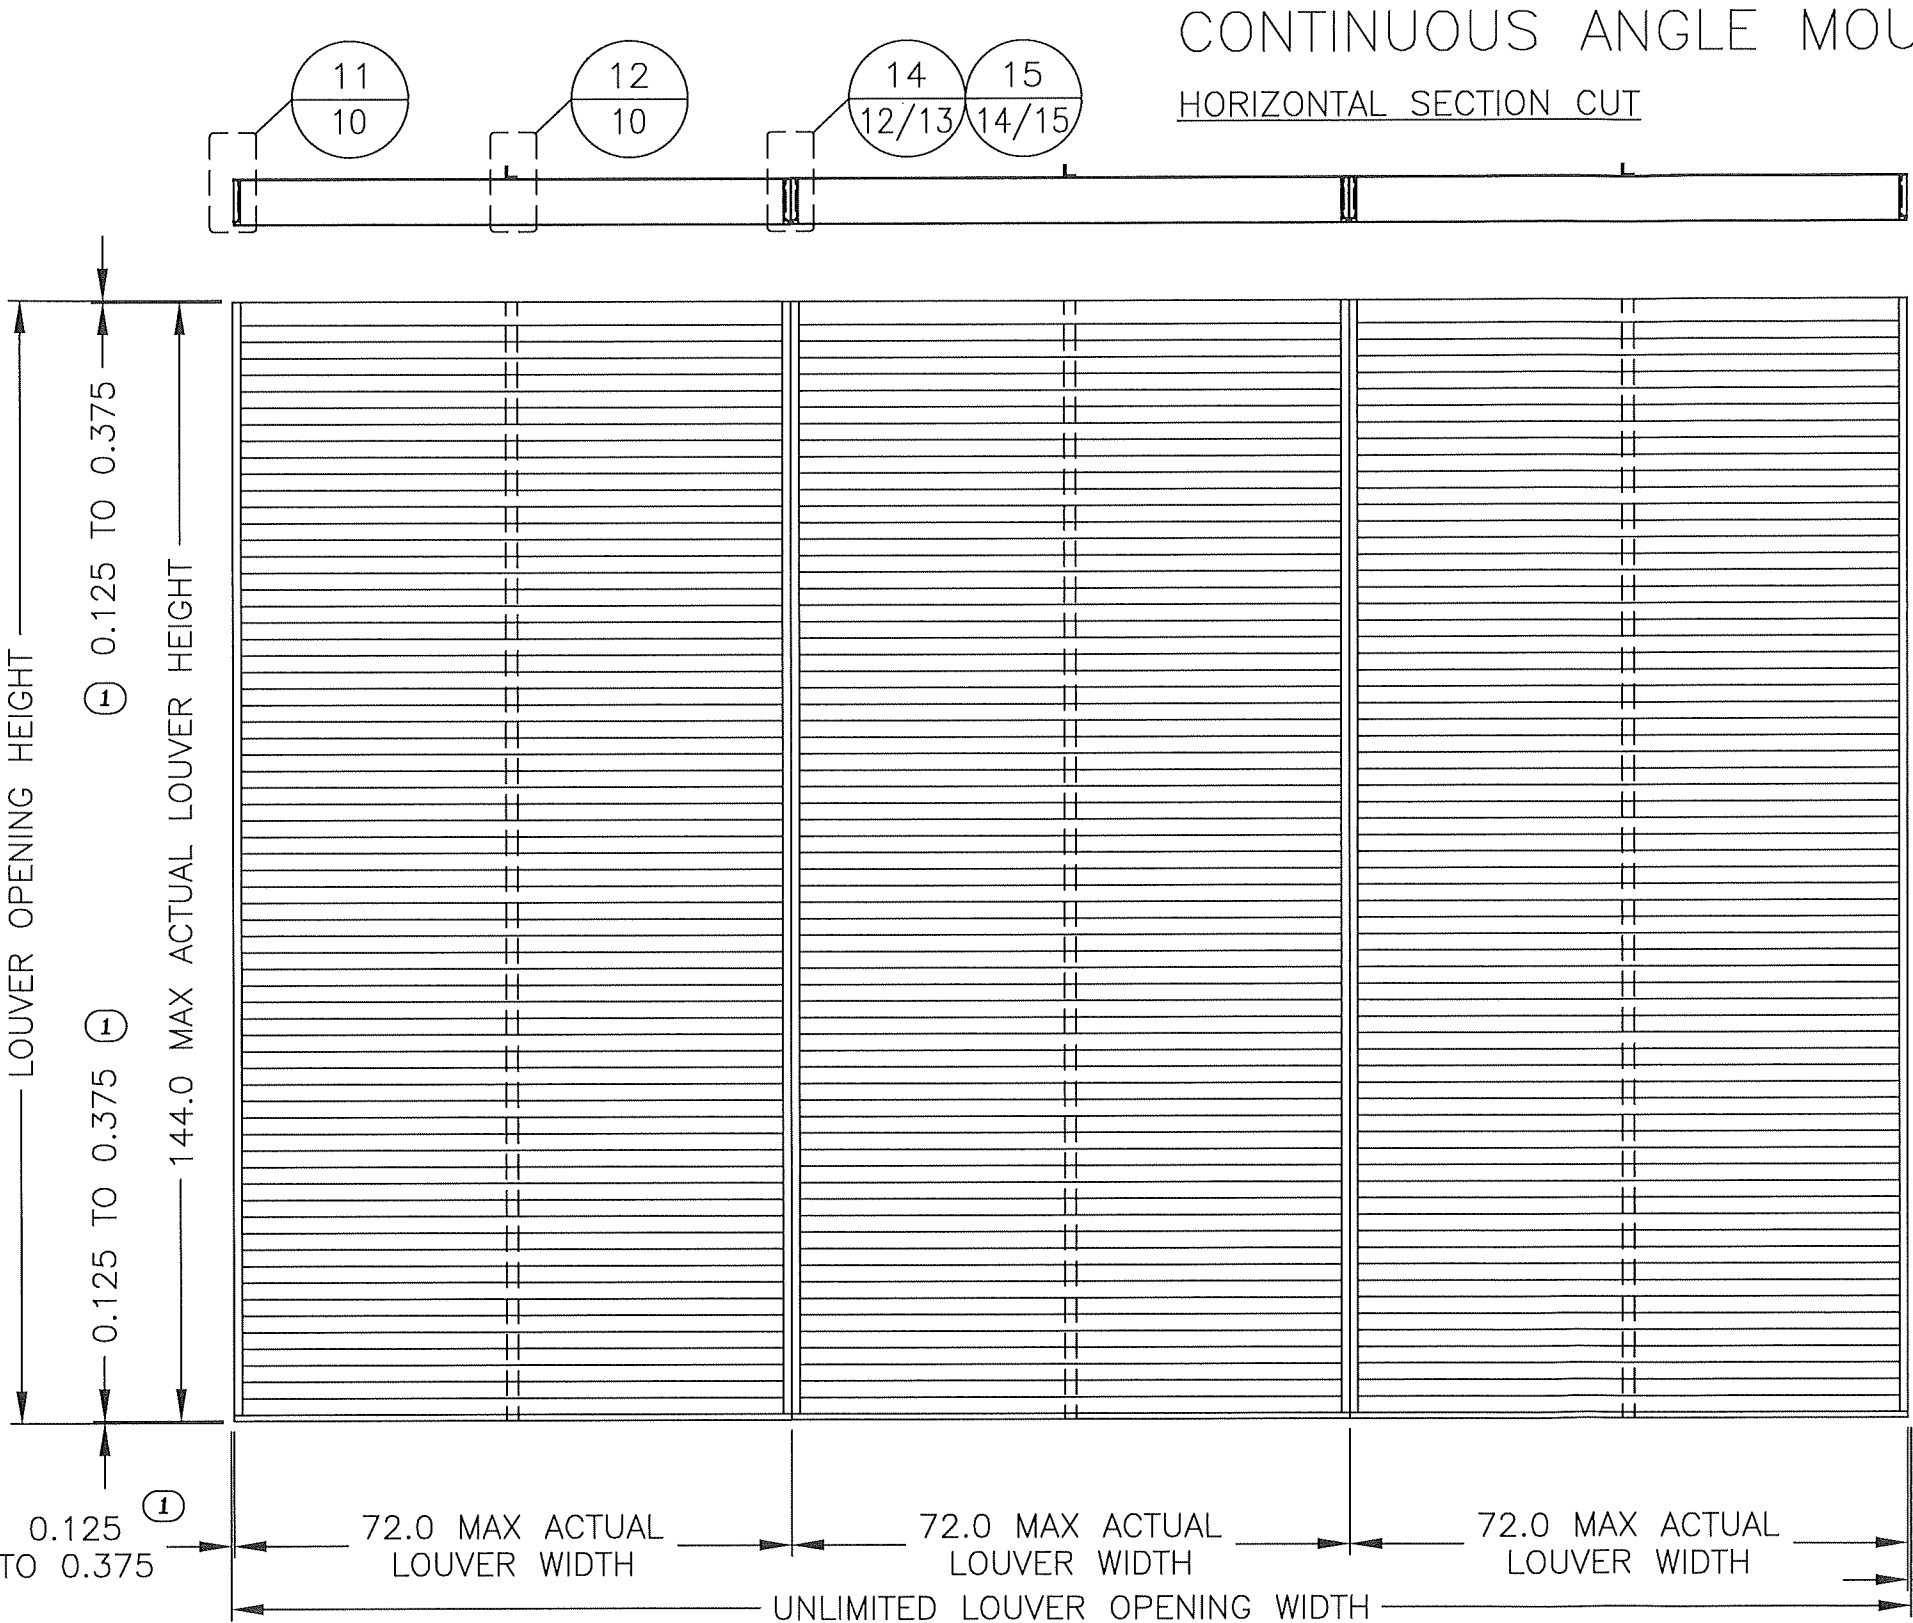 CONTINUOUS ANGLE MOU
HORIZONTAL SECTION CUT
11
10
12
10
14
12/13
15
14/15
LOUVER OPENING HEIGHT
1 0.125 TO 0.375
0.125 TO 0.375 1
144.0 MAX ACTUAL LOUVER HEIGHT
1
0.125
TO 0.375
72.0 MAX ACTUAL
LOUVER WIDTH
72.0 MAX ACTUAL
LOUVER WIDTH
72.0 MAX ACTUAL
LOUVER WIDTH
UNLIMITED LOUVER OPENING WIDTH